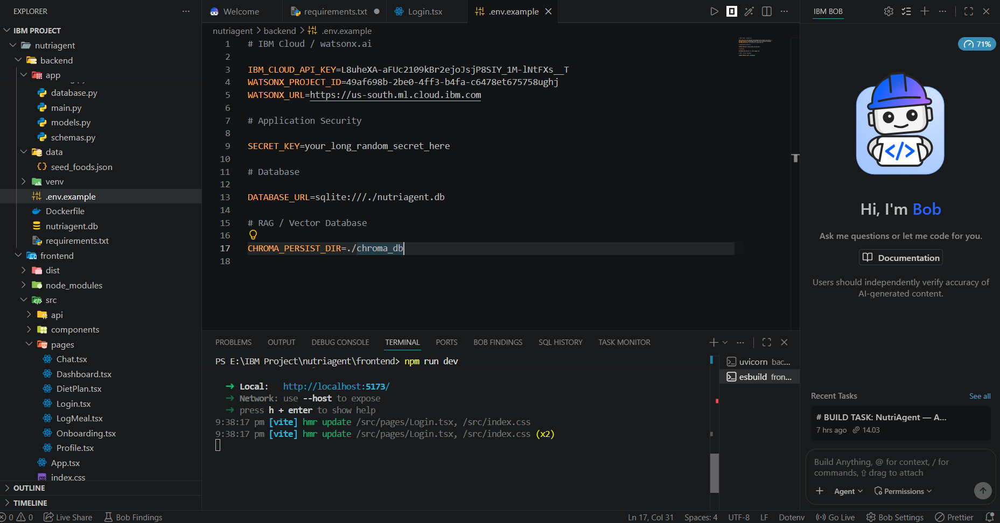 EXPLORER
IBM PROJECT
nutriagent
backend
app
database.py
main.py
models.py
schemas.py
data
seed_foods.json
venv
.env.example
Dockerfile
nutriagent.db
requirements.txt
frontend
dist
node_modules
src
api
components
pages
Chat.tsx
Dashboard.tsx
DietPlan.tsx
Login.tsx
LogMeal.tsx
Onboarding.tsx
Profile.tsx
App.tsx
index.css
OUTLINE
TIMELINE
Welcome
requirements.txt
Login.tsx
.env.example
nutriagent > backend > .env.example
1 # IBM Cloud / watsonx.ai
2
3 IBM_CLOUD_API_KEY=L8uheXA-aFUc2109kBr2ejoJsjP8SIY_1M-lNtFXs__T
4 WATSONX_PROJECT_ID=49af698b-2be0-4ff3-b4fa-c6478et675758ughj
5 WATSONX_URL=https://us-south.ml.cloud.ibm.com
6
7 # Application Security
8
9 SECRET_KEY=your_long_random_secret_here
10
11 # Database
12
13 DATABASE_URL=sqlite:///./nutriagent.db
14
15 # RAG / Vector Database
16
17 CHROMA_PERSIST_DIR=./chroma_db
18
PROBLEMS OUTPUT DEBUG CONSOLE TERMINAL PORTS BOB FINDINGS SQL HISTORY TASK MONITOR
PS E:\IBM Project\nutriagent\frontend> npm run dev
➜ Local: http://localhost:5173/
➜ Network: use --host to expose
➜ press h + enter to show help
9:38:17 pm [vite] hmr update /src/pages/Login.tsx, /src/index.css
9:38:17 pm [vite] hmr update /src/pages/Login.tsx, /src/index.css (x2)
uvicorn bac...
esbuild fron...
IBM BOB
71%
Hi, I'm Bob
Ask me questions or let me code for you.
Documentation
Users should independently verify accuracy of
AI-generated content.
Recent Tasks See all
# BUILD TASK: NutriAgent — A...
7 hrs ago 14.03
Build Anything, @ for context, / for
commands, ⇧ drag to attach
Agent Permissions
0 0 Live Share Bob Findings Ln 17, Col 31 Spaces: 4 UTF-8 LF Dotenv Go Live Bob Settings Prettier